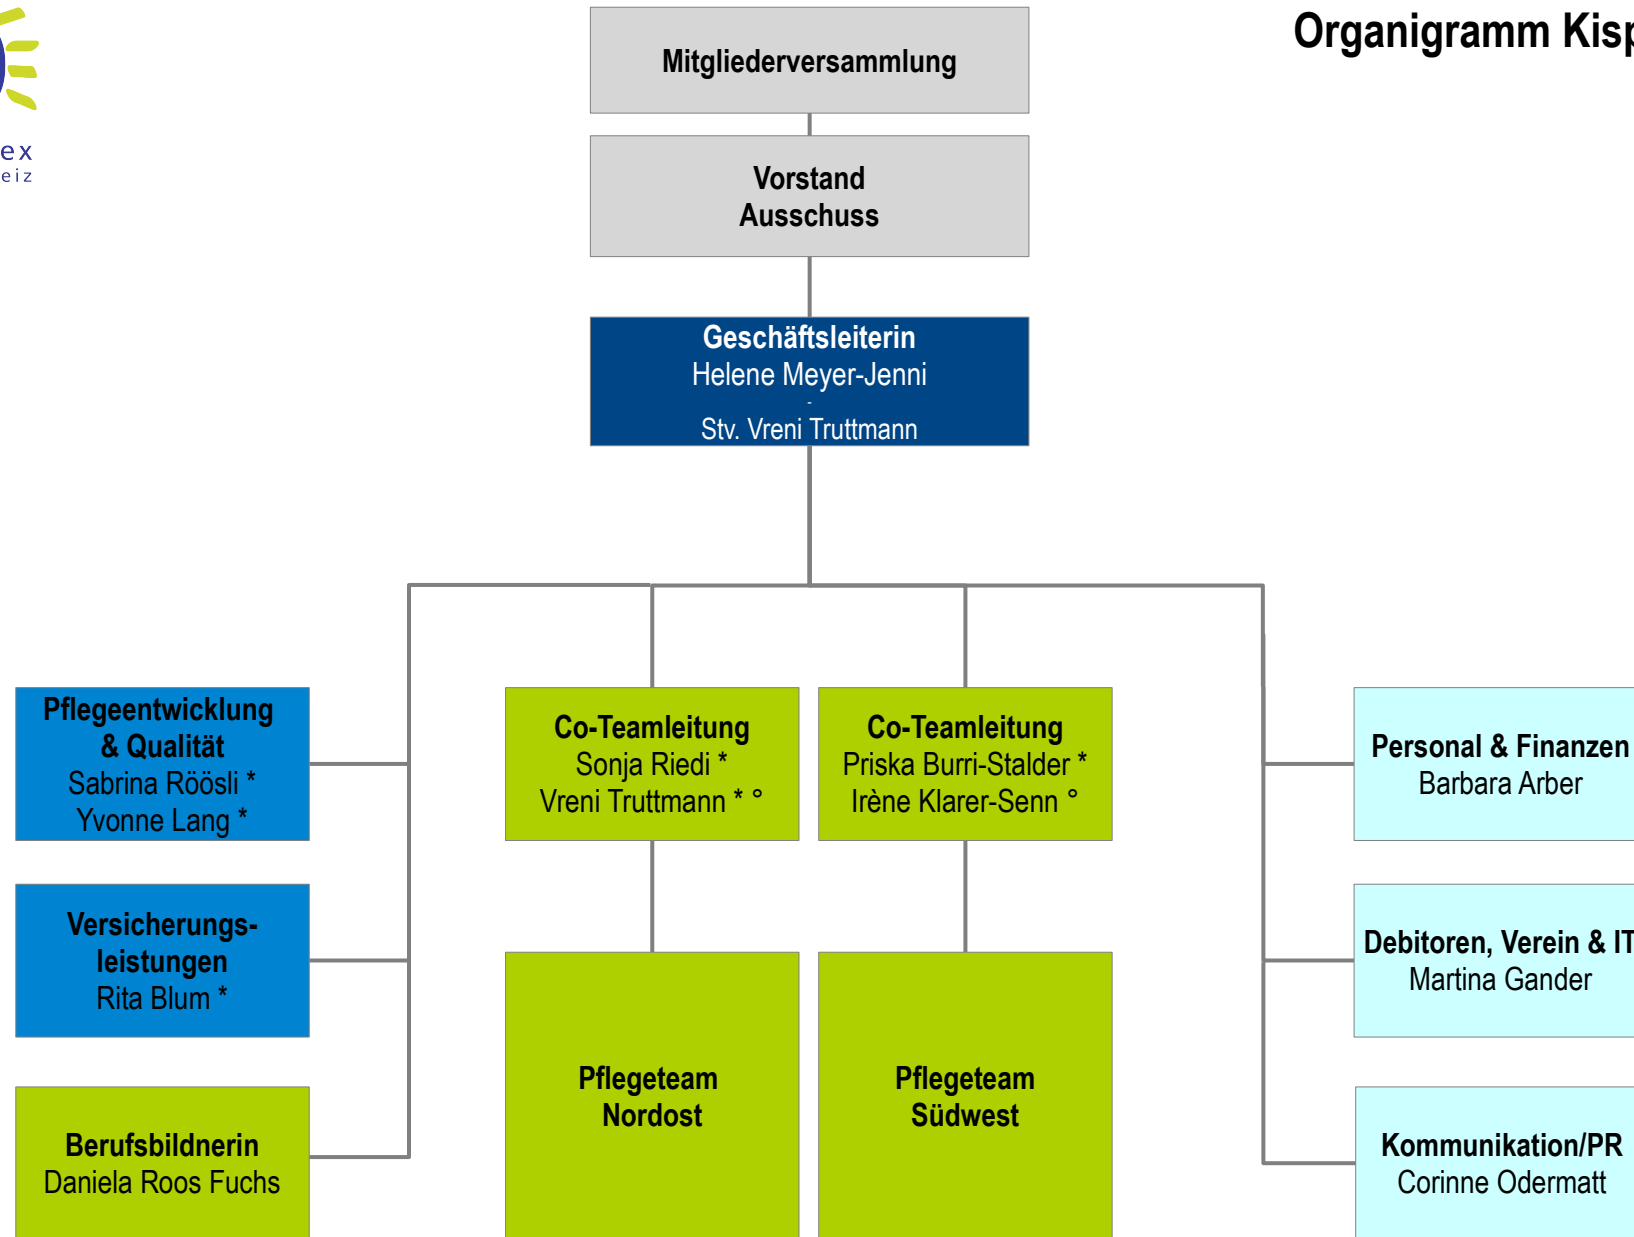 Organigramm Kisp
ex
eiz
Mitgliederversammlung
Vorstand
Ausschuss
Geschäftsleiterin
Helene Meyer-Jenni
-
Stv. Vreni Truttmann
Pflegeentwicklung
& Qualität
Sabrina Röösli *
Yvonne Lang *
Co-Teamleitung
Sonja Riedi *
Vreni Truttmann * °
Co-Teamleitung
Priska Burri-Stalder *
Irène Klarer-Senn °
Personal & Finanzen
Barbara Arber
Versicherungs-
leistungen
Rita Blum *
Debitoren, Verein & IT
Martina Gander
Pflegeteam
Nordost
Pflegeteam
Südwest
Berufsbildnerin
Daniela Roos Fuchs
Kommunikation/PR
Corinne Odermatt